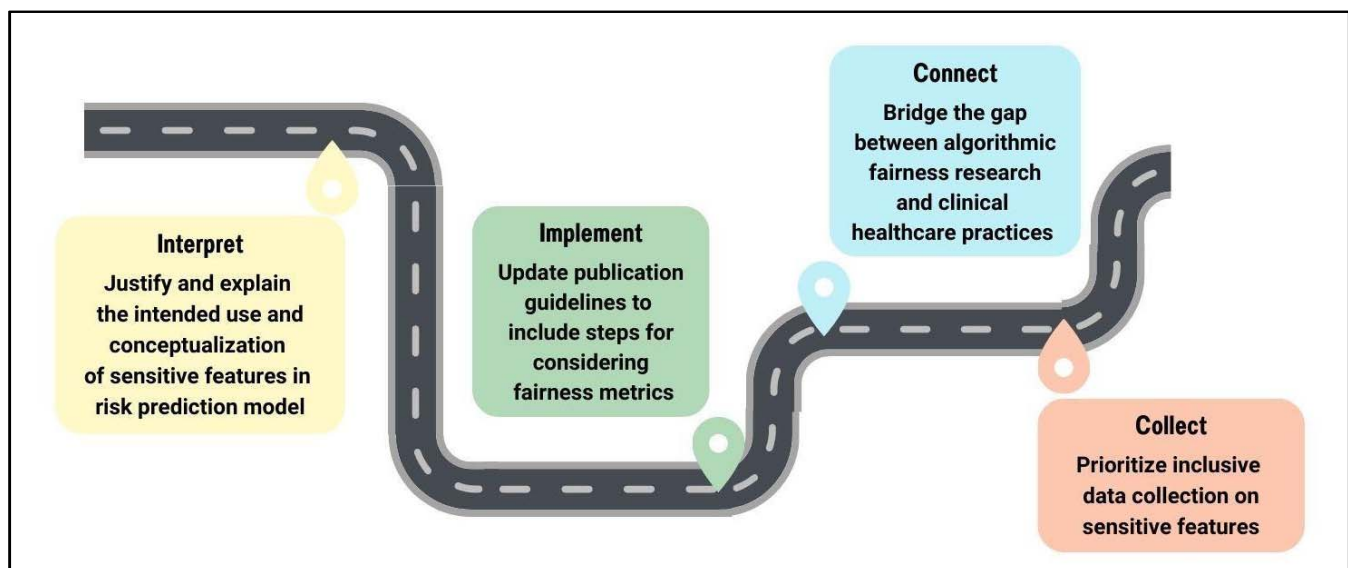 Interpret
Justify and explain
the intended use and
conceptualization
of sensitive features in
risk prediction model
Implement
Update publication
guidelines to
include steps for
considering
fairness metrics
Connect
Bridge the gap
between algorithmic
fairness research
and clinical
healthcare practices
Collect
Prioritize inclusive
data collection on
sensitive features